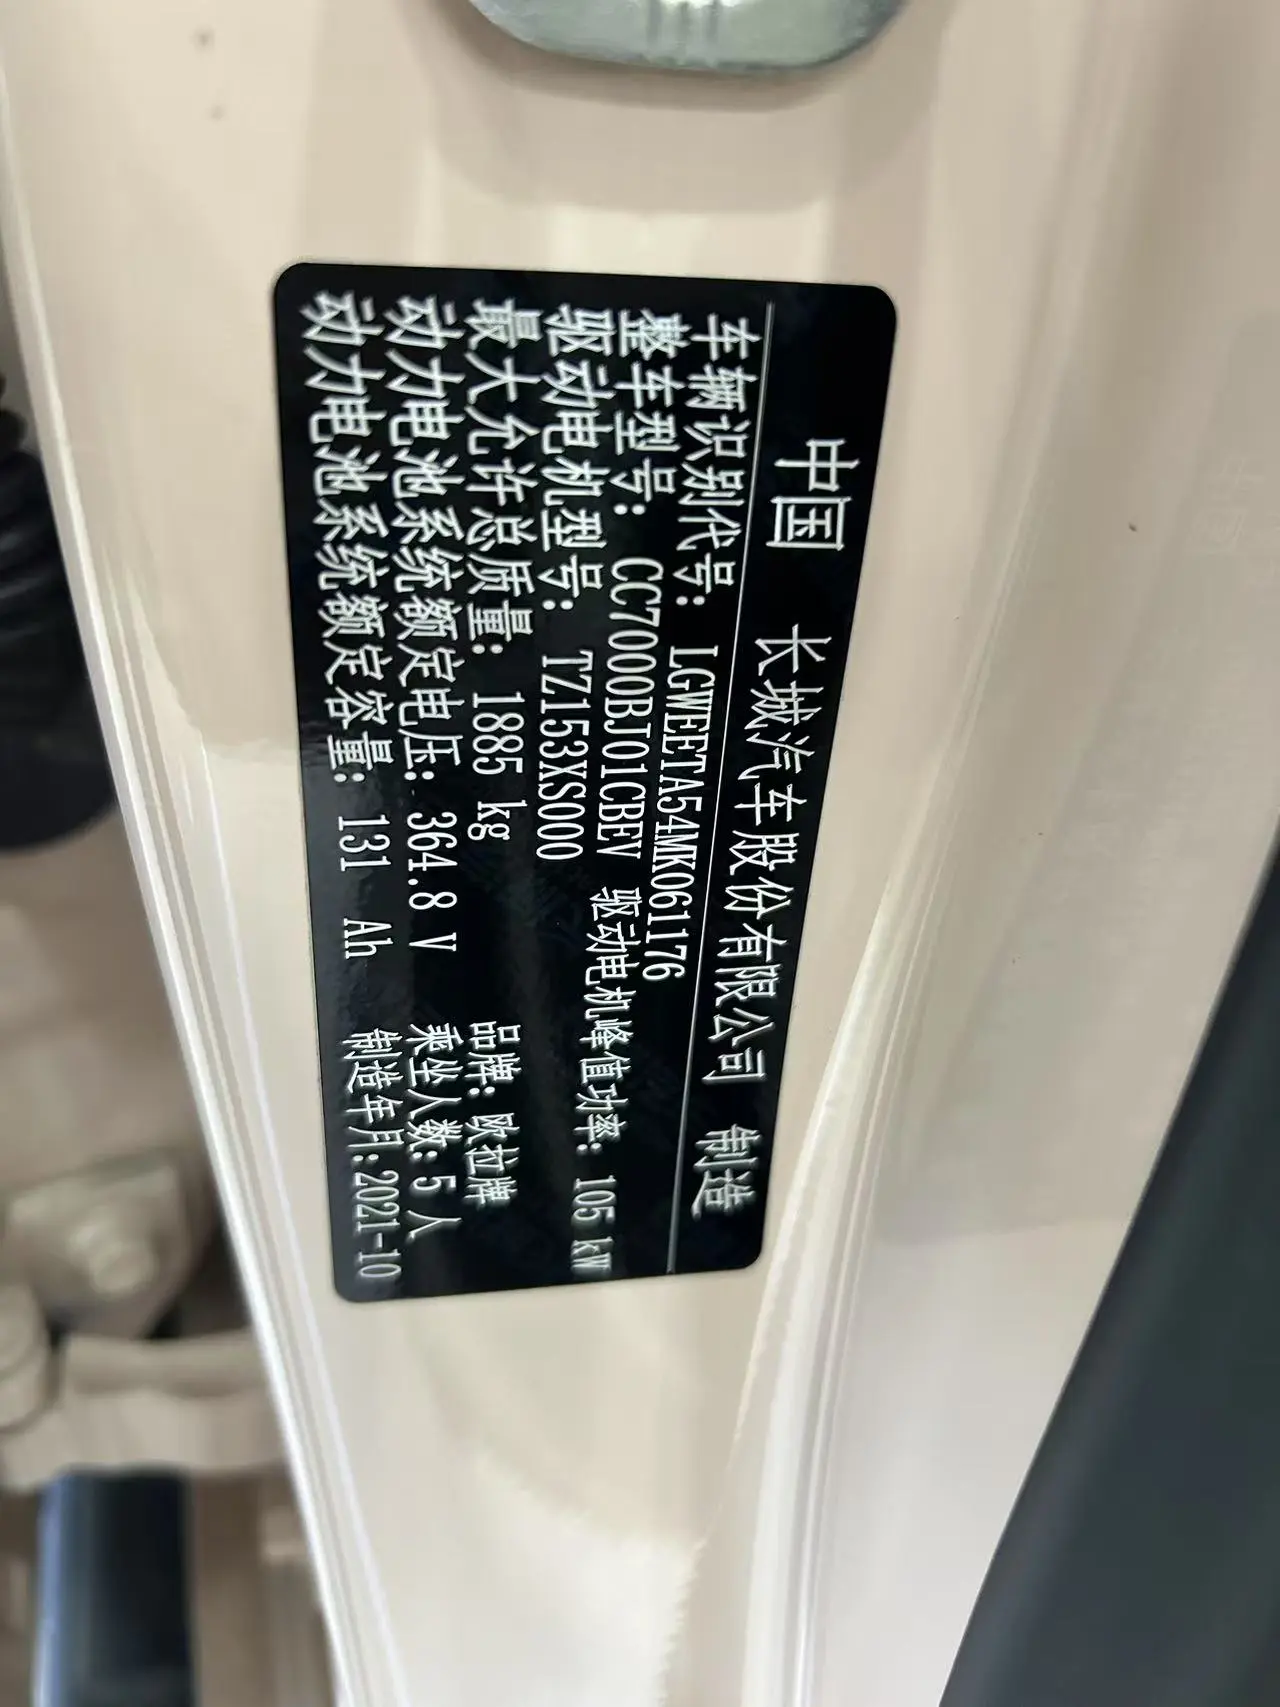 中国 长城汽车股份有限公司 制造
车辆识别代号: LGWEETA54MK061176
整车型号: CC7000BJ01CBEV 驱动电机峰值功率: 105 kW
驱动电机型号: TZ153XS000
最大允许总质量: 1885 kg 品牌: 欧拉牌
动力电池系统额定电压: 364.8 V 乘坐人数: 5 人
动力电池系统额定容量: 131 Ah 制造年月: 2021-10